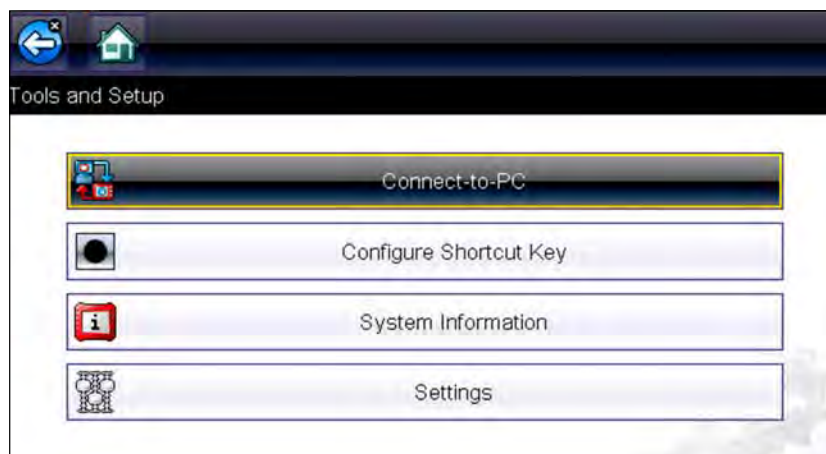 Tools and Setup
Connect-to-PC
Configure Shortcut Key
System Information
Settings